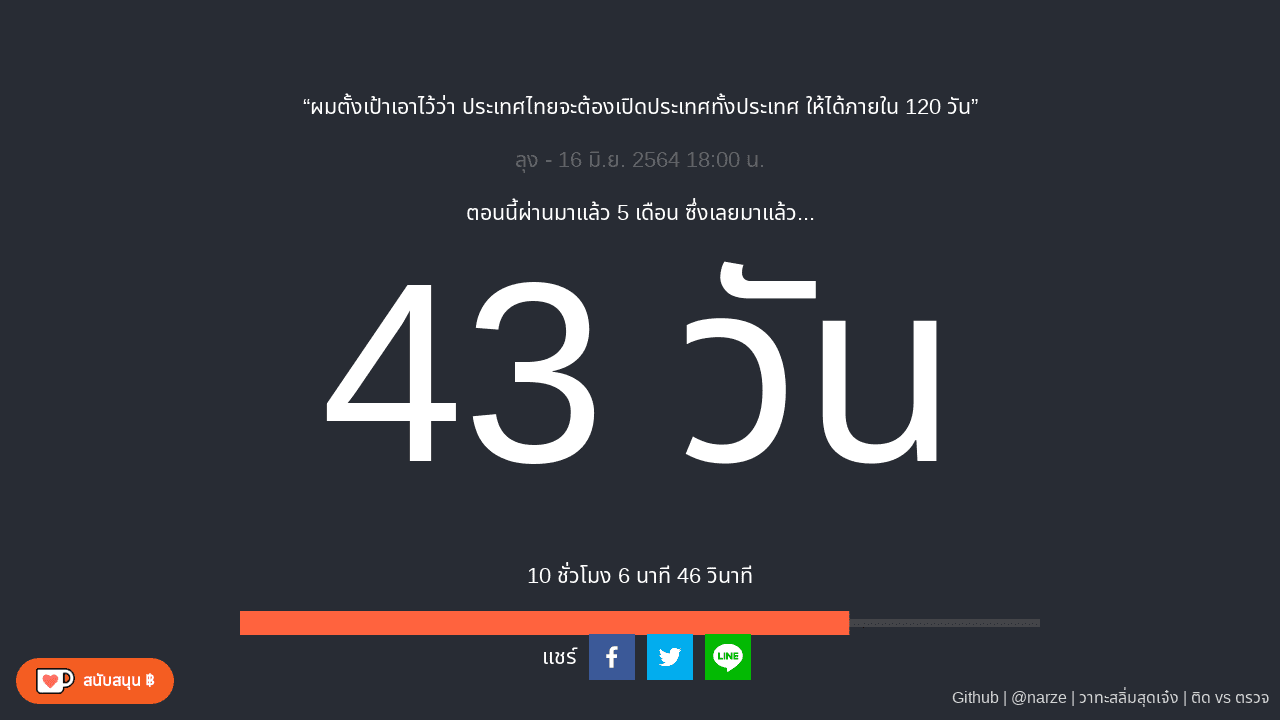 “ผมตั้งเป้าเอาไว้ว่า ประเทศไทยจะต้องเปิดประเทศทั้งประเทศ ให้ได้ภายใน 120 วัน”
ลุง - 16 มิ.ย. 2564 18:00 น.
ตอนนี้ผ่านมาแล้ว 5 เดือน ซึ่งเลยมาแล้ว...
43 วัน
10 ชั่วโมง 6 นาที 46 วินาที
แชร์
LINE
สนับสนุน ฿
Github | @narze | วาทะสลิ่มสุดเจ๋ง | ติด vs ตรวจ